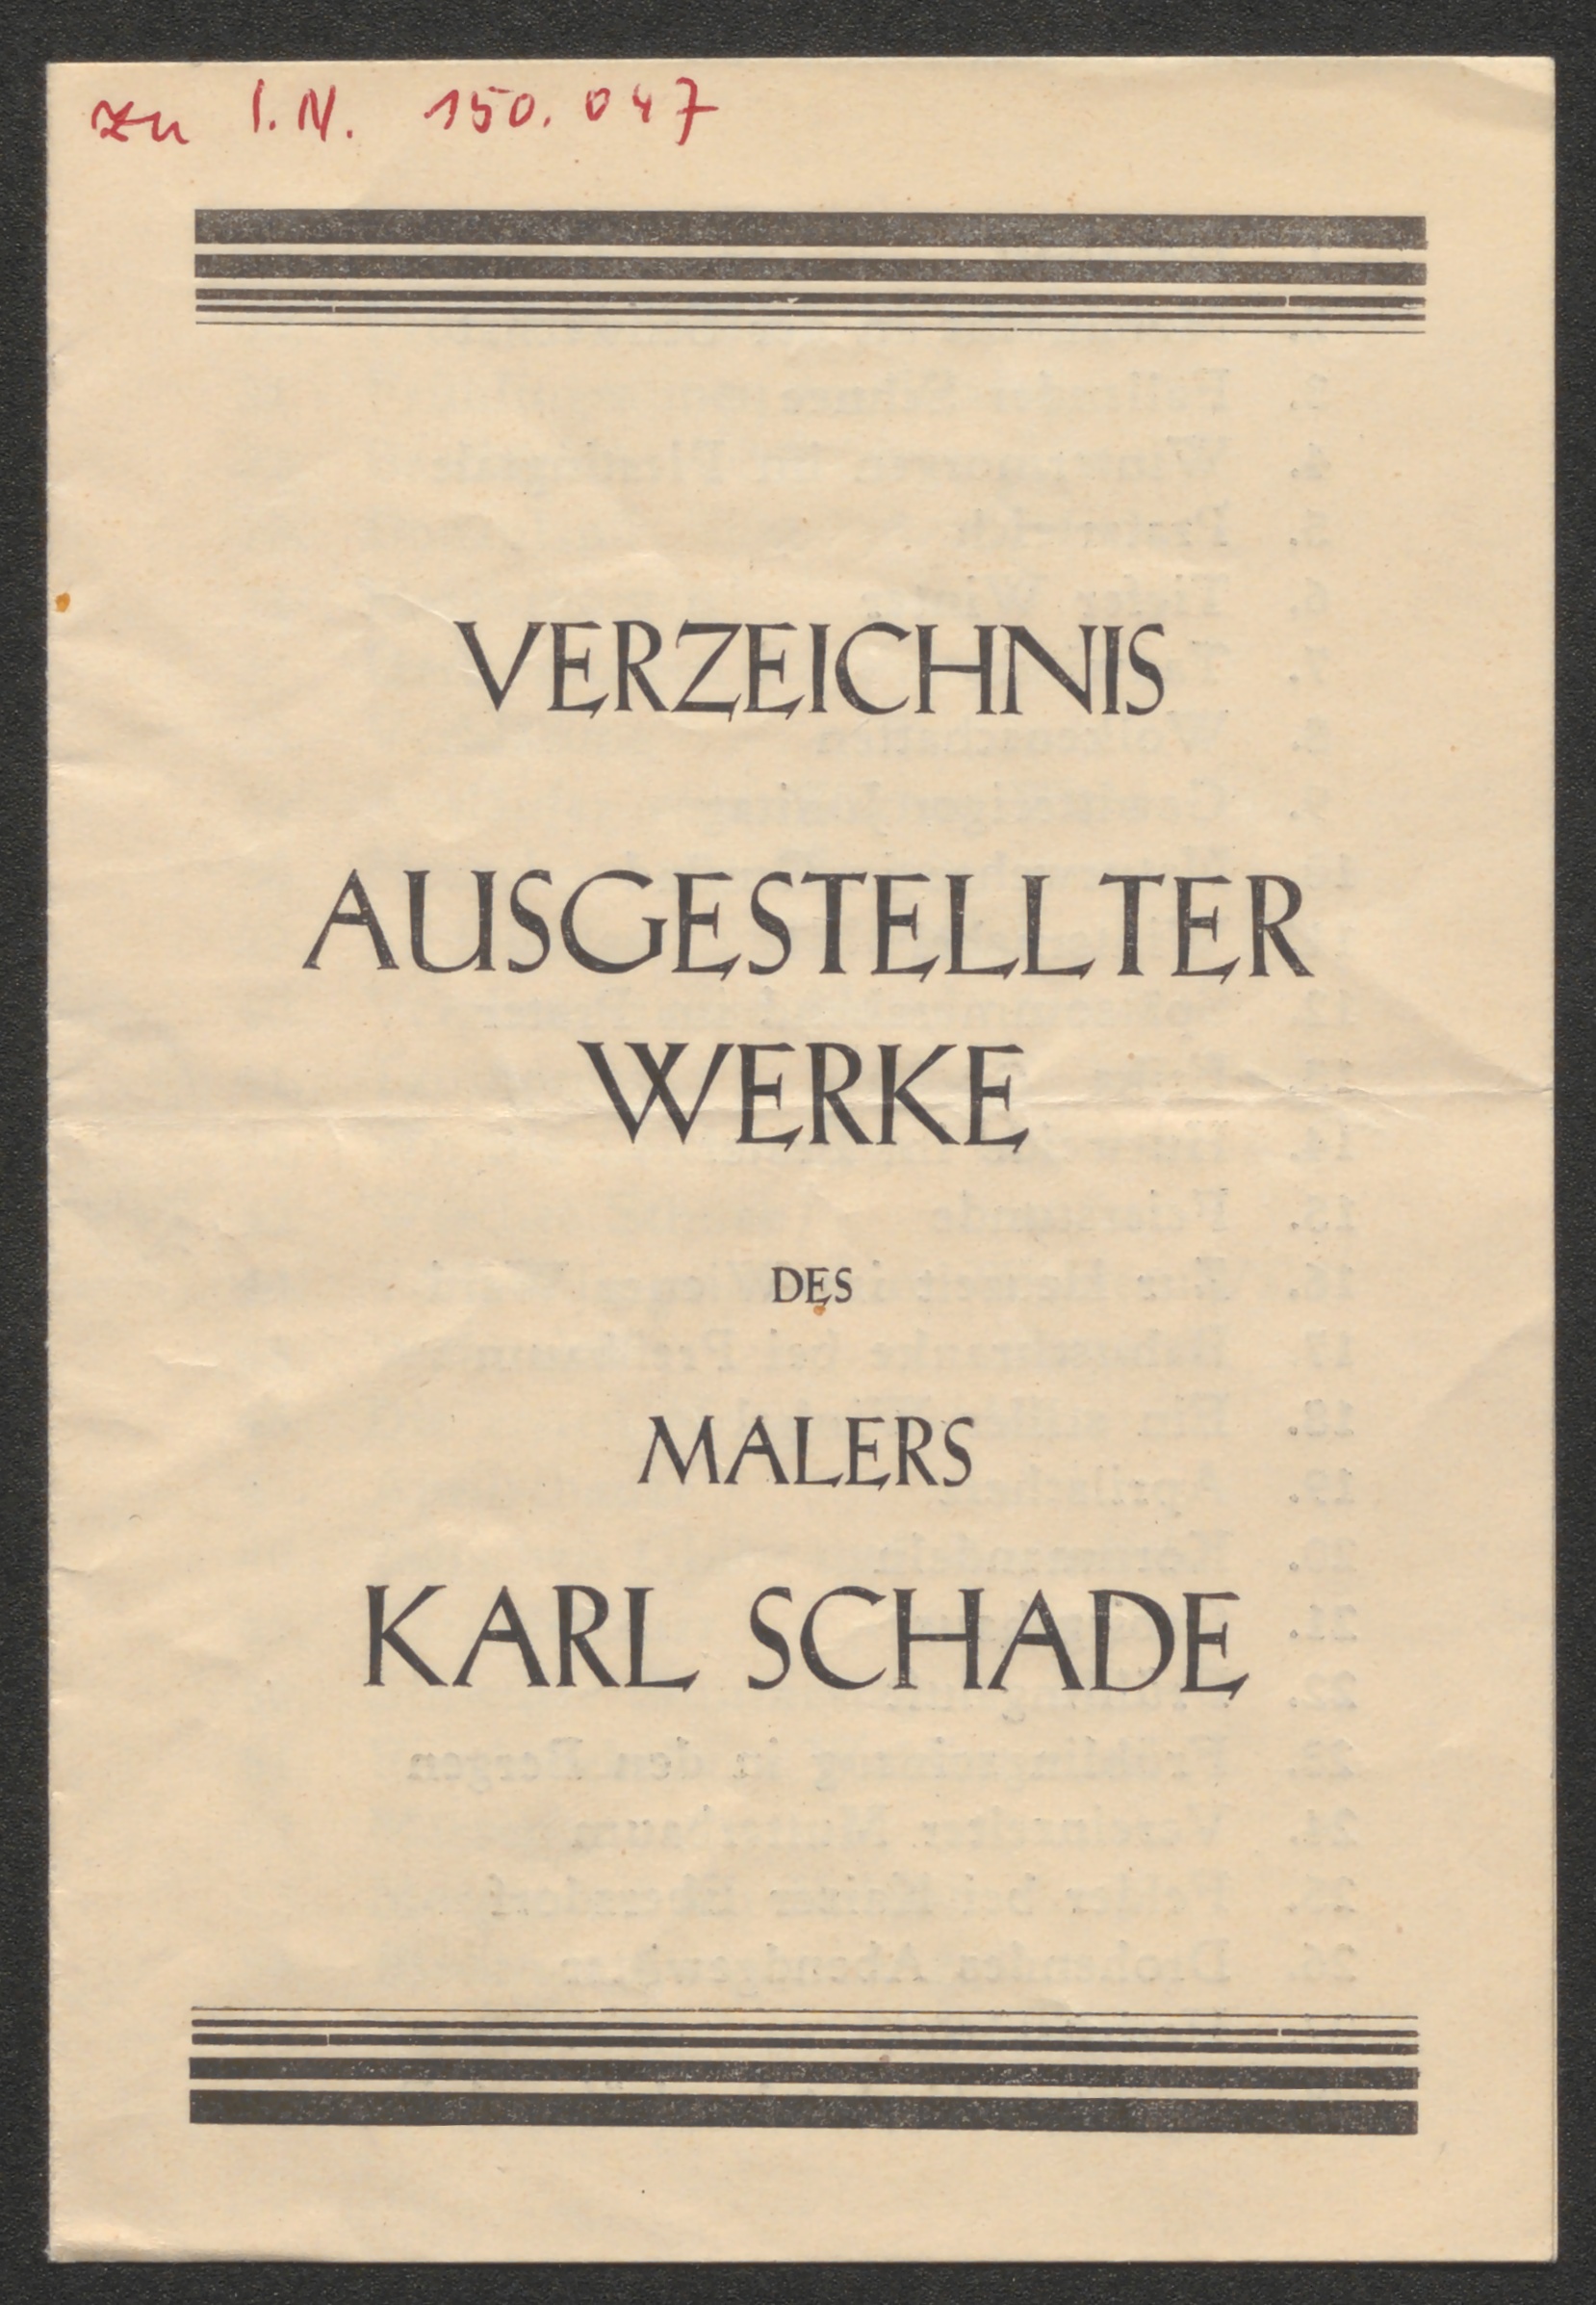 zu I.N. 150.047
VERZEICHNIS
AUSGESTELLTER
WERKE
DES
MALERS
KARL SCHADE